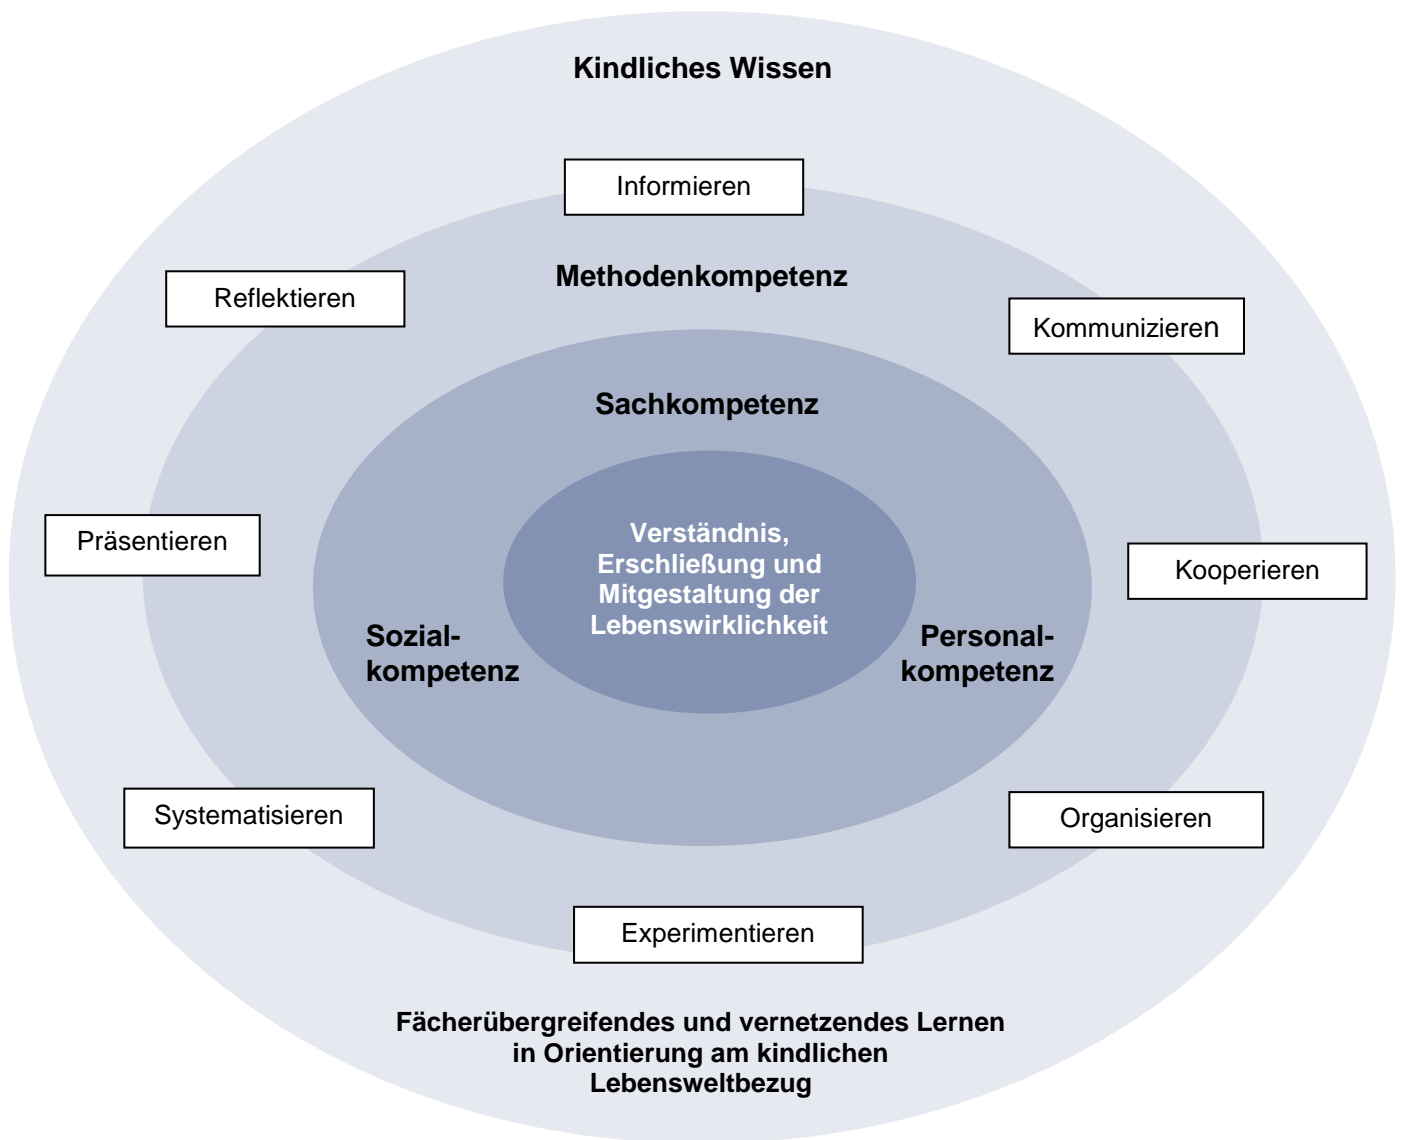 Kindliches Wissen
Informieren
Methodenkompetenz
Reflektieren
Kommunizieren
Sachkompetenz
Präsentieren
Verständnis,
Erschließung und
Mitgestaltung der
Lebenswirklichkeit
Kooperieren
Sozial-
kompetenz
Personal-
kompetenz
Systematisieren
Organisieren
Experimentieren
Fächerübergreifendes und vernetzendes Lernen
in Orientierung am kindlichen
Lebensweltbezug